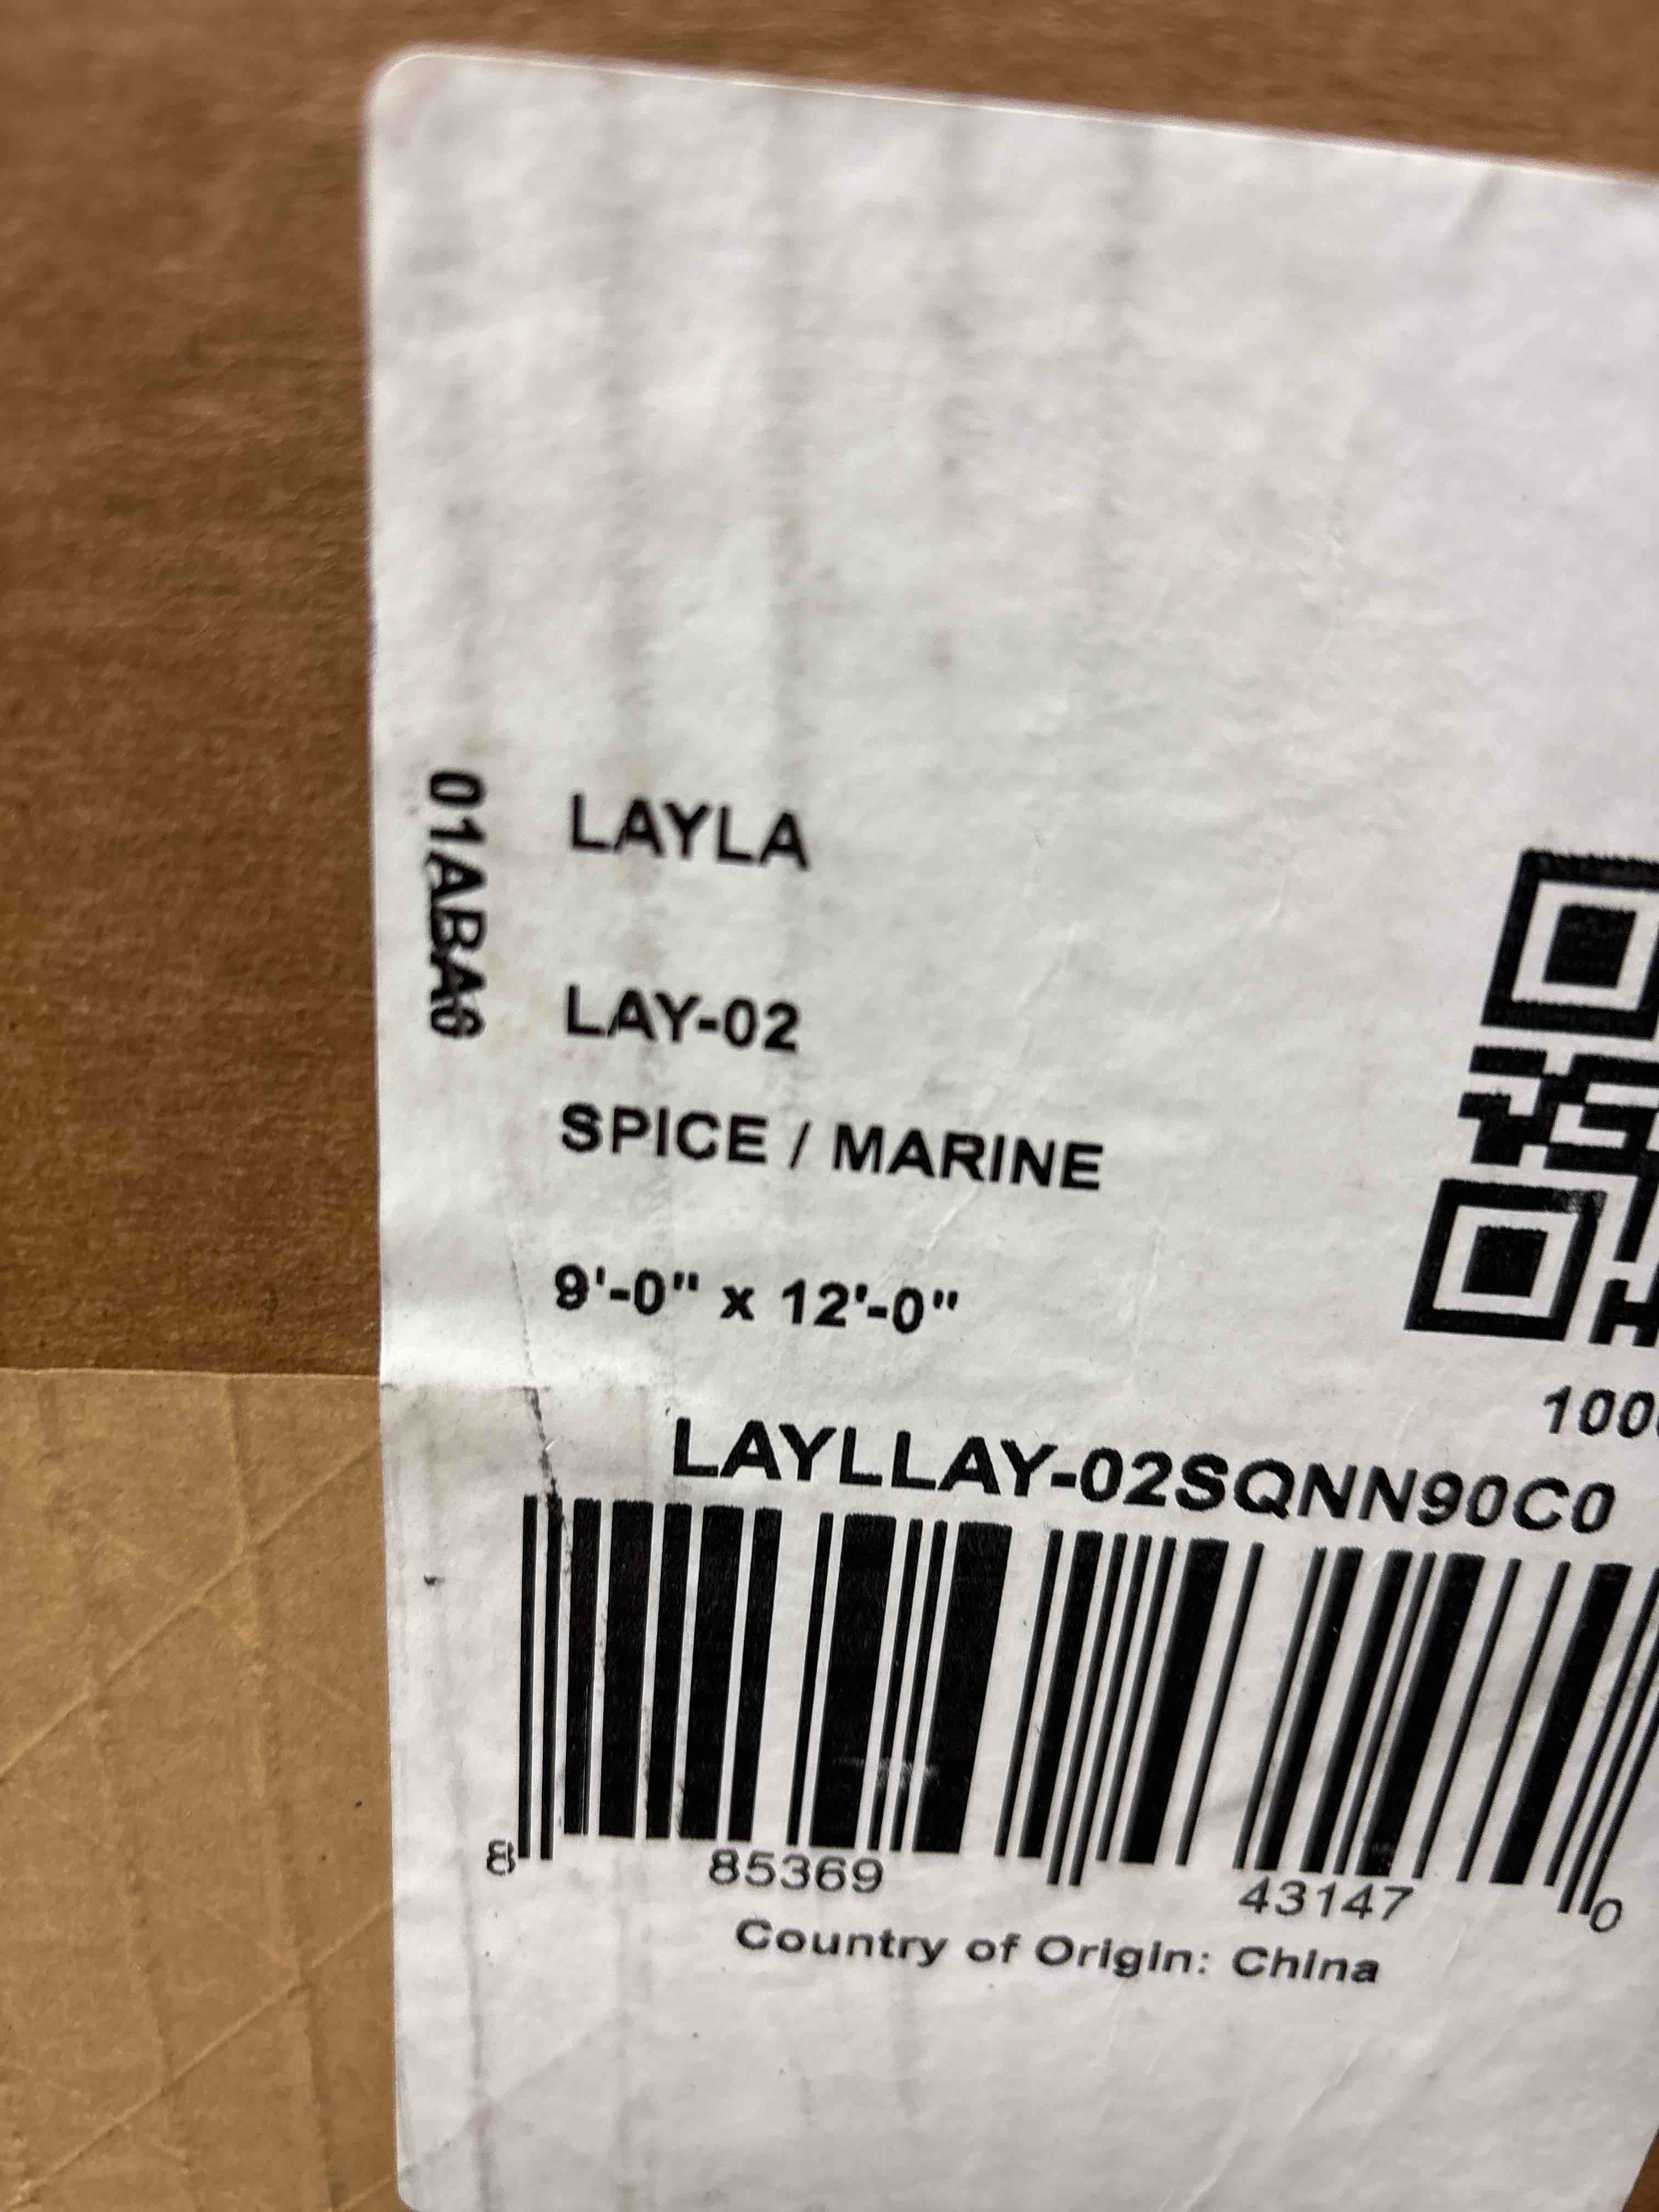 01ABA6
LAYLA
LAY-02
SPICE / MARINE
9'-0" x 12'-0"
100
LAYLLAY-02SQNN90C0
8 85369 43147 0
Country of Origin: China